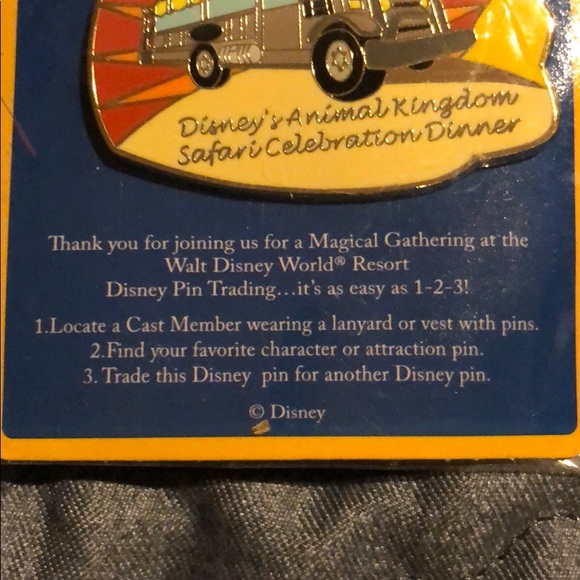 Disney's Animal Kingdom
Safari Celebration Dinner
Thank you for joining us for a Magical Gathering at the
Walt Disney World® Resort
Disney Pin Trading...it's as easy as 1-2-3!
1.Locate a Cast Member wearing a lanyard or vest with pins.
2.Find your favorite character or attraction pin.
3. Trade this Disney pin for another Disney pin.
© Disney